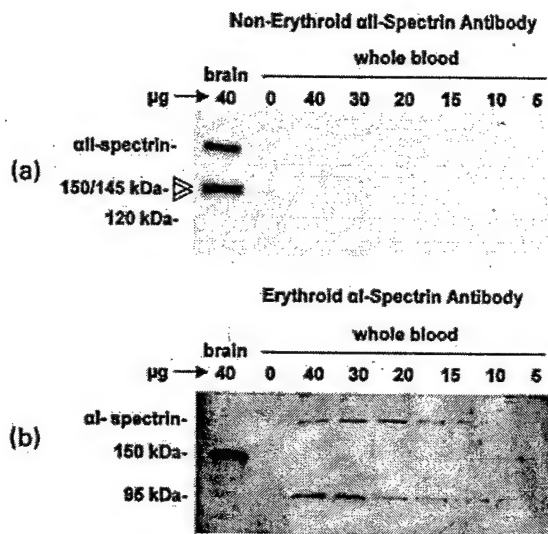 Non-Erythroid αII-Spectrin Antibody
whole blood
brain
µg → 40 0 40 30 20 15 10 5
(a)
αII-spectrin-
150/145 kDa-
120 kDa-
Erythroid αI-Spectrin Antibody
whole blood
brain
µg → 40 0 40 30 20 15 10 5
(b)
αI- spectrin-
150 kDa-
95 kDa-